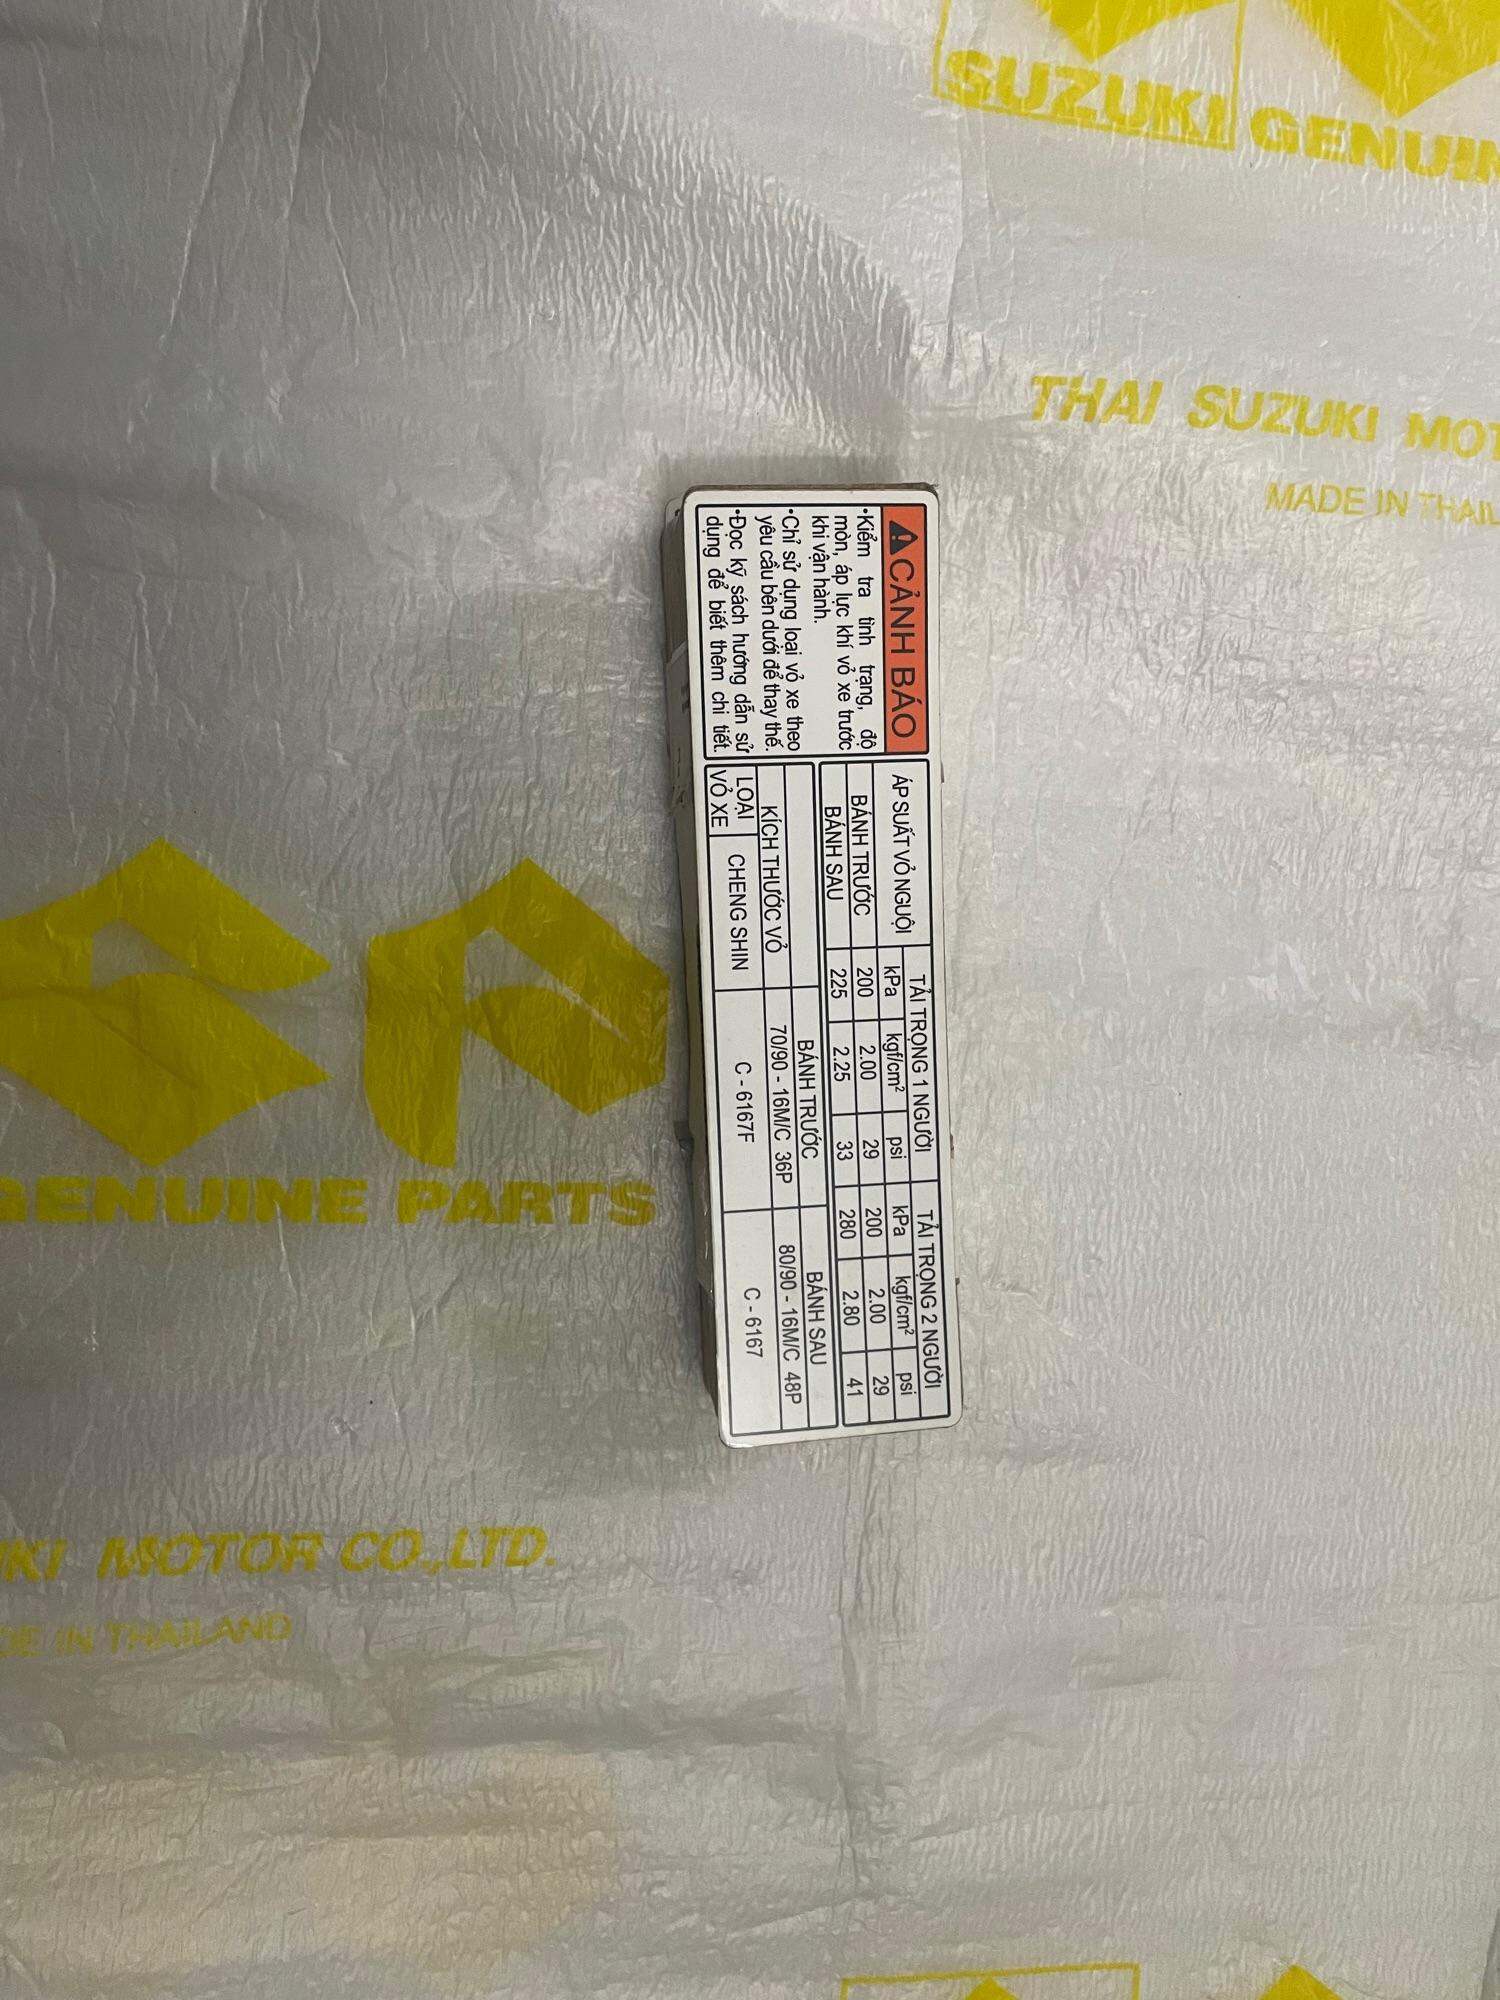 SUZUKI GENUIN
THAI SUZUKI MOT
MADE IN THAIL
⚠CẢNH BÁO
•Kiểm tra tình trạng, độ
mòn, áp lực khí vỏ xe trước
khi vận hành.
•Chỉ sử dụng loại vỏ xe theo
yêu cầu bên dưới để thay thế.
•Đọc kỹ sách hướng dẫn sử
dụng để biết thêm chi tiết.
ÁP SUẤT VỎ NGUỘI TẢI TRỌNG 1 NGƯỜI TẢI TRỌNG 2 NGƯỜI
kPa kgf/cm² psi kPa kgf/cm² psi
BÁNH TRƯỚC 200 2.00 29 200 2.00 29
BÁNH SAU 225 2.25 33 280 2.80 41
BÁNH TRƯỚC BÁNH SAU
KÍCH THƯỚC VỎ 70/90 - 16M/C 36P 80/90 - 16M/C 48P
LOẠI
VỎ XE CHENG SHIN C - 6167F C - 6167
GENUINE PARTS
UKI MOTOR CO.,LTD.
DE IN THAILAND